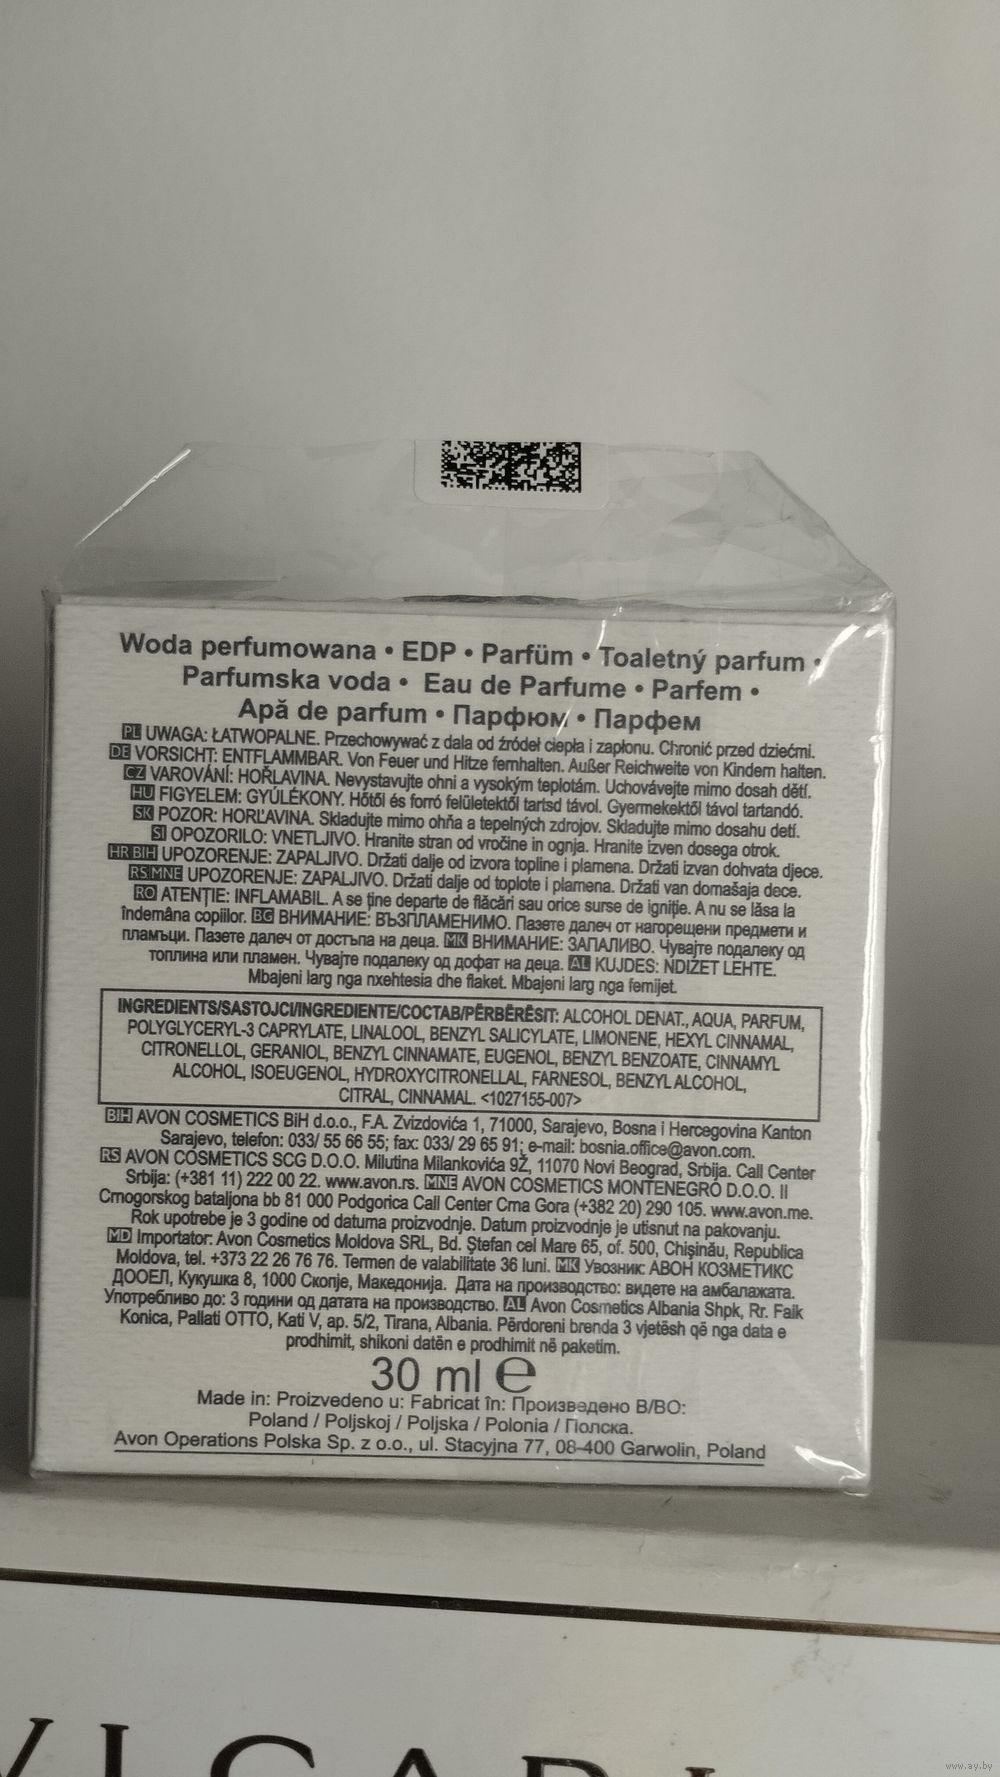 Woda perfumowana • EDP • Parfüm • Toaletný parfum •
Parfumska voda • Eau de Parfume • Parfem •
Apă de parfum • Парфюм • Парфем
PL UWAGA: ŁATWOPALNE. Przechowywać z dala od źródeł ciepła i zapłonu. Chronić przed dziećmi.
DE VORSICHT: ENTFLAMMBAR. Von Feuer und Hitze fernhalten. Außer Reichweite von Kindern halten.
CZ VAROVÁNÍ: HOŘLAVINA. Nevystavujte ohni a vysokým teplotám. Uchovávejte mimo dosah dětí.
HU FIGYELEM: GYÚLÉKONY. Hőtől és forró felületektől tartsd távol. Gyermekektől távol tartandó.
SK POZOR: HORĽAVINA. Skladujte mimo ohňa a tepelných zdrojov. Skladujte mimo dosahu detí.
SI OPOZORILO: VNETLJIVO. Hranite stran od vročine in ognja. Hranite izven dosega otrok.
HR BIH UPOZORENJE: ZAPALJIVO. Držati dalje od izvora topline i plamena. Držati izvan dohvata djece.
RS MNE UPOZORENJE: ZAPALJIVO. Držati dalje od toplote i plamena. Držati van domašaja dece.
RO ATENȚIE: INFLAMABIL. A se ține departe de flăcări sau orice surse de igniție. A nu se lăsa la
îndemâna copiilor. BG ВНИМАНИЕ: ВЪЗПЛАМЕНИМО. Пазете далеч от нагорещени предмети и
пламъци. Пазете далеч от достъпа на деца. MK ВНИМАНИЕ: ЗАПАЛИВО. Чувајте подалеку од
топлина или пламен. Чувајте подалеку од дофат на деца. AL KUJDES: NDIZET LEHTE.
Mbajeni larg nga nxehtesia dhe flaket. Mbajeni larg nga femijet.
INGREDIENTS/SASTOJCI/INGREDIENTE/СОСТАВ/PËRBËRËSIT: ALCOHOL DENAT., AQUA, PARFUM,
POLYGLYCERYL-3 CAPRYLATE, LINALOOL, BENZYL SALICYLATE, LIMONENE, HEXYL CINNAMAL,
CITRONELLOL, GERANIOL, BENZYL CINNAMATE, EUGENOL, BENZYL BENZOATE, CINNAMYL
ALCOHOL, ISOEUGENOL, HYDROXYCITRONELLAL, FARNESOL, BENZYL ALCOHOL,
CITRAL, CINNAMAL. <1027155-007>
BIH AVON COSMETICS BiH d.o.o., F.A. Zvizdovića 1, 71000, Sarajevo, Bosna i Hercegovina Kanton
Sarajevo, telefon: 033/ 55 66 55; fax: 033/ 29 65 91; e-mail: bosnia.office@avon.com.
RS AVON COSMETICS SCG D.O.O. Milutina Milankovića 9Ž, 11070 Novi Beograd, Srbija. Call Center
Srbija: (+381 11) 222 00 22. www.avon.rs. MNE AVON COSMETICS MONTENEGRO D.O.O. II
Crnogorskog bataljona bb 81 000 Podgorica Call Center Crna Gora (+382 20) 290 105. www.avon.me.
Rok upotrebe je 3 godine od datuma proizvodnje. Datum proizvodnje je utisnut na pakovanju.
MD Importator: Avon Cosmetics Moldova SRL, Bd. Ștefan cel Mare 65, of. 500, Chișinău, Republica
Moldova, tel. +373 22 26 76 76. Termen de valabilitate 36 luni. MK Увозник: АВОН КОЗМЕТИКС
ДООЕЛ, Кукушка 8, 1000 Скопје, Македонија. Дата на производство: видете на амбалажата.
Употребливо до: 3 години од датата на производство. AL Avon Cosmetics Albania Shpk, Rr. Faik
Konica, Pallati OTTO, Kati V, ap. 5/2, Tirana, Albania. Përdoreni brenda 3 vjetësh që nga data e
prodhimit, shikoni datën e prodhimit në paketim.
30 ml ℮
Made in: Proizvedeno u: Fabricat în: Произведено В/ВО:
Poland / Poljskoj / Poljska / Polonia / Полска.
Avon Operations Polska Sp. z o.o., ul. Stacyjna 77, 08-400 Garwolin, Poland
www.ay.by